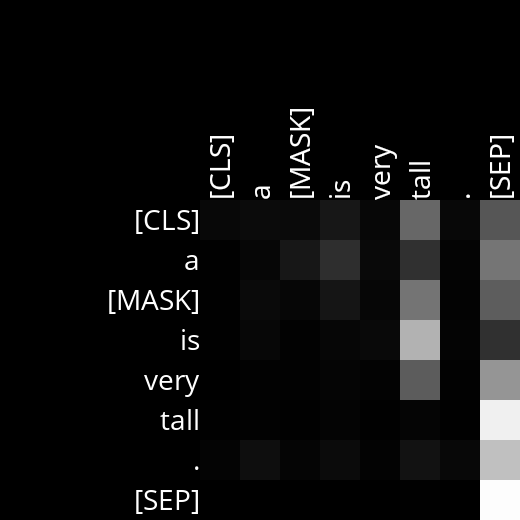 [CLS] a [MASK] is very tall . [SEP]
[CLS]
a
[MASK]
is
very
tall
.
[SEP]